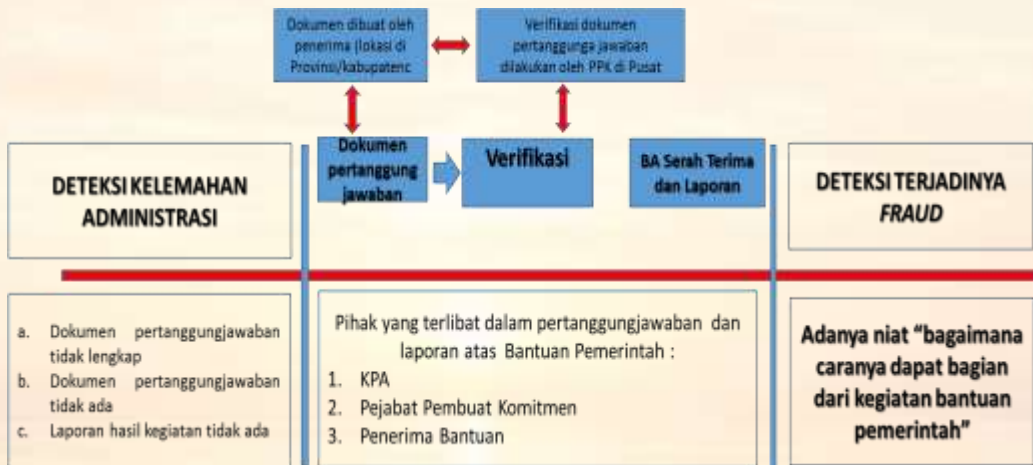 Dokumen dibuat oleh
penerima (lokasi di
Provinsi/kabupatenc
Verifikasi dokumen
pertanggunga jawaban
dilakukan oleh PPK di Pusat
DETEKSI KELEMAHAN
ADMINISTRASI
Dokumen
pertanggung
jawaban
Verifikasi
BA Serah Terima
dan Laporan
DETEKSI TERJADINYA
FRAUD
a. Dokumen pertanggungjawaban
tidak lengkap
b. Dokumen pertanggungjawaban
tidak ada
c. Laporan hasil kegiatan tidak ada
Pihak yang terlibat dalam pertanggungjawaban dan
laporan atas Bantuan Pemerintah :
1. KPA
2. Pejabat Pembuat Komitmen
3. Penerima Bantuan
Adanya niat “bagaimana
caranya dapat bagian
dari kegiatan bantuan
pemerintah”